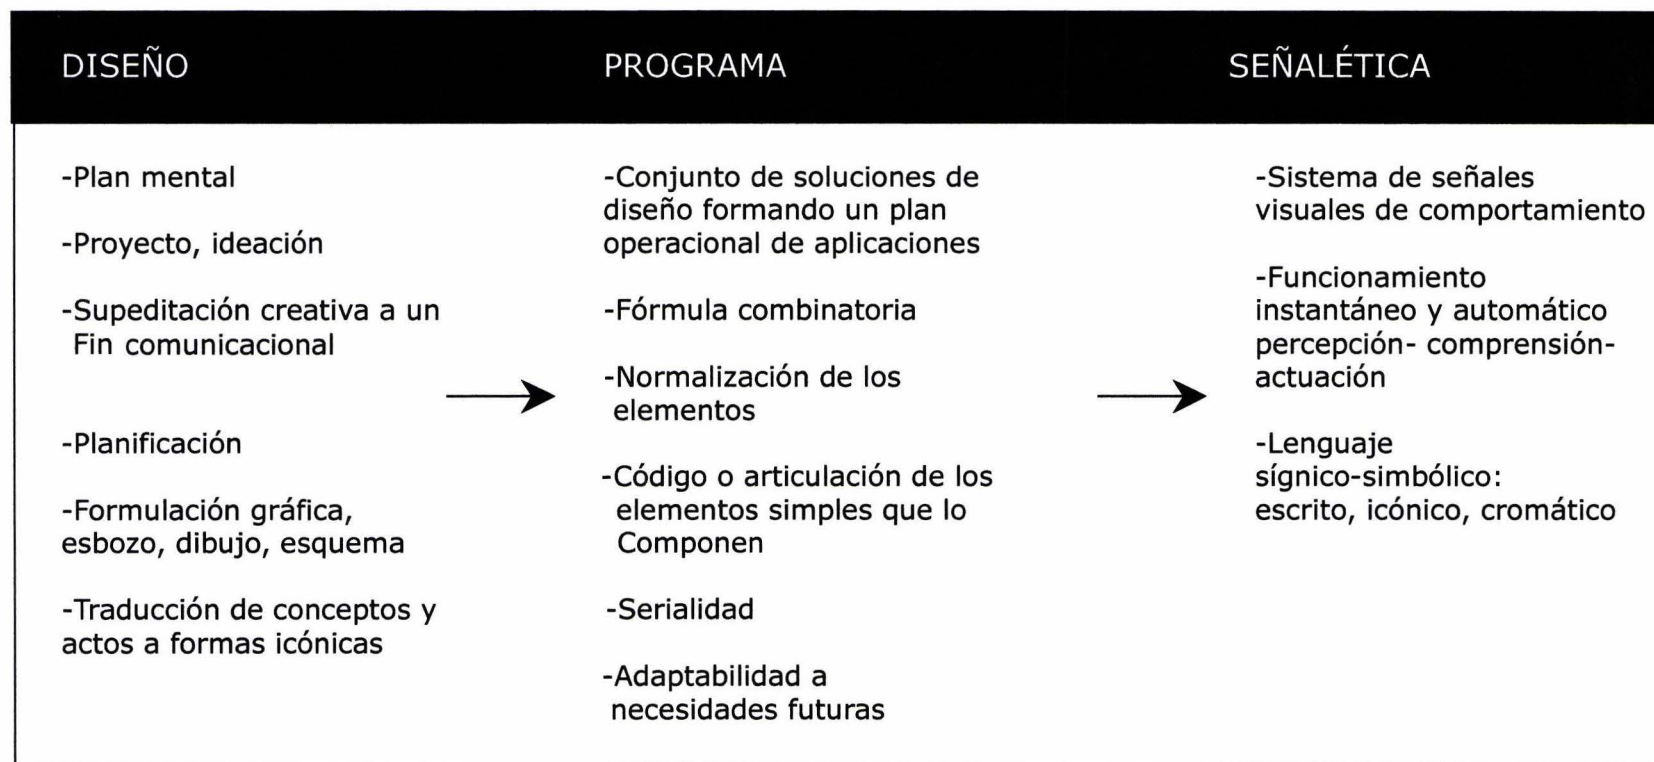 DISEÑO
PROGRAMA
SEÑALÉTICA
-Plan mental
-Proyecto, ideación
-Supeditación creativa a un
Fin comunicacional
-Planificación
-Formulación gráfica,
esbozo, dibujo, esquema
-Traducción de conceptos y
actos a formas icónicas
-Conjunto de soluciones de
diseño formando un plan
operacional de aplicaciones
-Fórmula combinatoria
-Normalización de los
elementos
-Código o articulación de los
elementos simples que lo
Componen
-Serialidad
-Adaptabilidad a
necesidades futuras
-Sistema de señales
visuales de comportamiento
-Funcionamiento
instantáneo y automático
percepción- comprensión-
actuación
-Lenguaje
sígnico-simbólico:
escrito, icónico, cromático